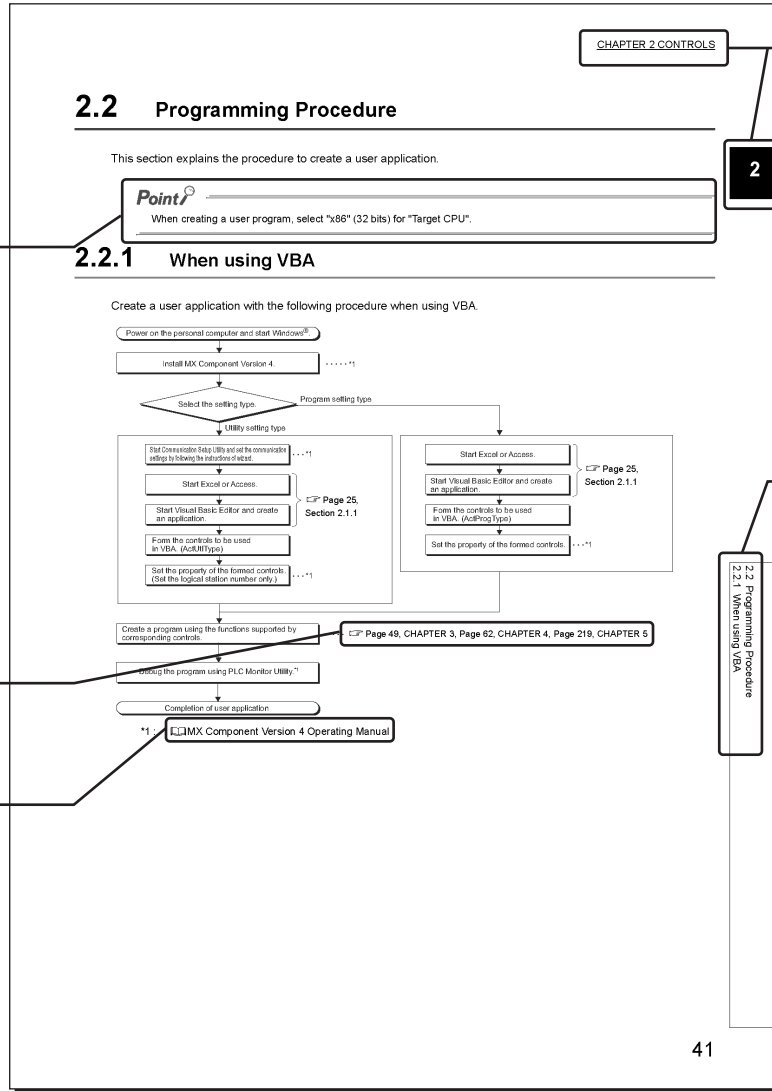 CHAPTER 2 CONTROLS
2.2 Programming Procedure
2
This section explains the procedure to create a user application.
Point
When creating a user program, select "x86" (32 bits) for "Target CPU".
2.2.1 When using VBA
Create a user application with the following procedure when using VBA.
Power on the personal computer and start Windows®.
Install MX Component Version 4. ·····*1
Select the setting type.
Program setting type
Utility setting type
Start Communication Setup Utility and set the communication
settings by following the instructions of wizard.
···*1
Start Excel or Access.
Start Visual Basic Editor and create
an application.
☞ Page 25,
Section 2.1.1
Form the controls to be used
in VBA. (ActUtlType)
Set the property of the formed controls.
(Set the logical station number only.)
···*1
Start Excel or Access.
Start Visual Basic Editor and create
an application.
☞ Page 25,
Section 2.1.1
Form the controls to be used
in VBA. (ActProgType)
Set the property of the formed controls. ···*1
Create a program using the functions supported by
corresponding controls.
☞ Page 49, CHAPTER 3, Page 62, CHAPTER 4, Page 219, CHAPTER 5
Debug the program using PLC Monitor Utility.*1
Completion of user application
*1 : MX Component Version 4 Operating Manual
2.2 Programming Procedure
2.2.1 When using VBA
41